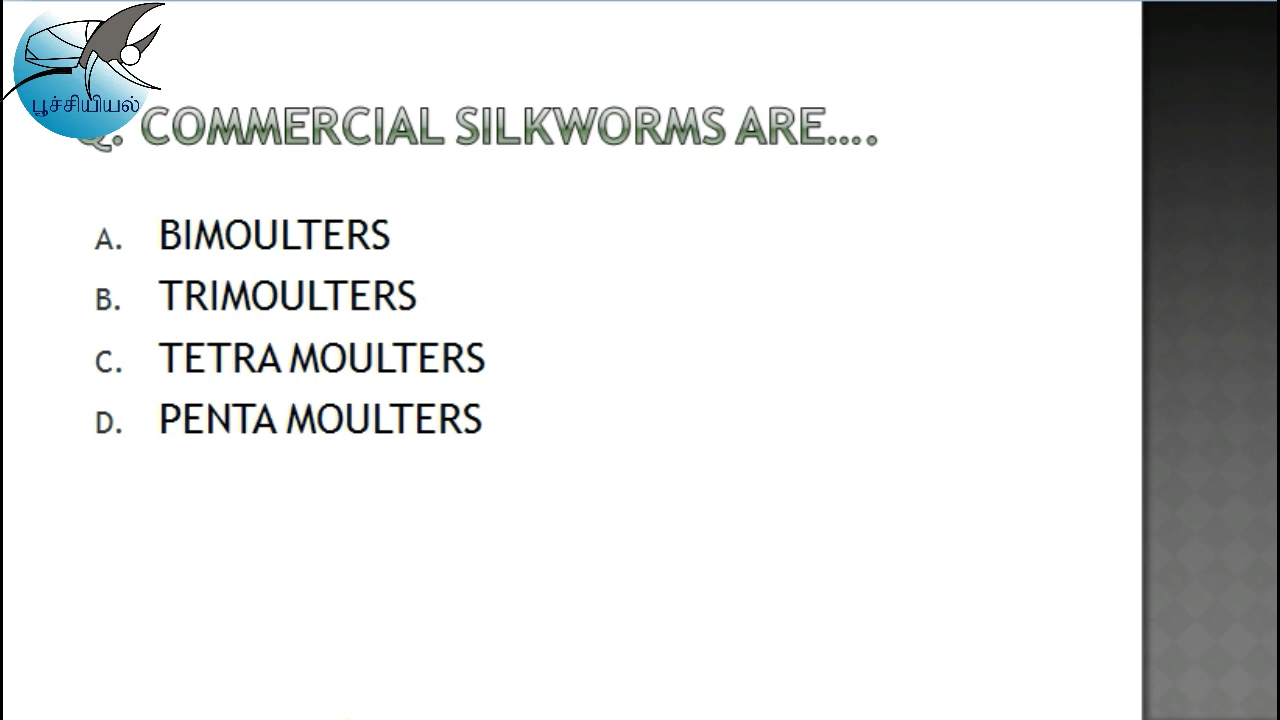 பூச்சியியல்
Q. COMMERCIAL SILKWORMS ARE....
A. BIMOULTERS
B. TRIMOULTERS
C. TETRA MOULTERS
D. PENTA MOULTERS